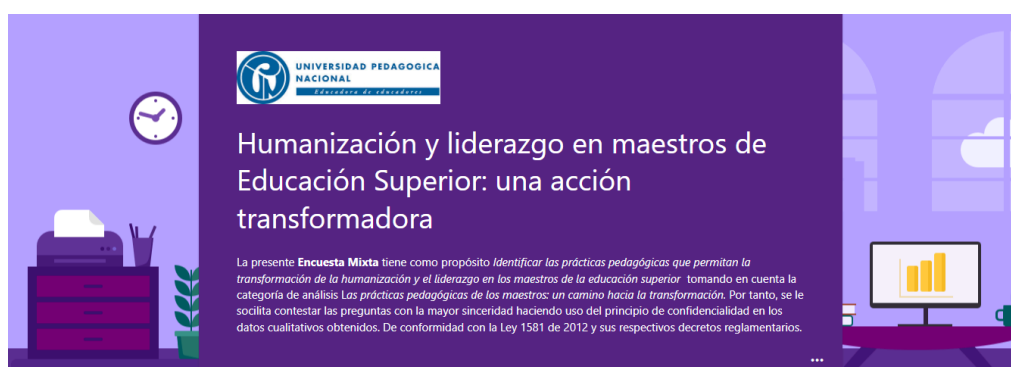 UNIVERSIDAD PEDAGOGICA
NACIONAL
Educadora de educadores
Humanización y liderazgo en maestros de
Educación Superior: una acción
transformadora
La presente Encuesta Mixta tiene como propósito Identificar las prácticas pedagógicas que permitan la
transformación de la humanización y el liderazgo en los maestros de la educación superior tomando en cuenta la
categoría de análisis Las prácticas pedagógicas de los maestros: un camino hacia la transformación. Por tanto, se le
socilita contestar las preguntas con la mayor sinceridad haciendo uso del principio de confidencialidad en los
datos cualitativos obtenidos. De conformidad con la Ley 1581 de 2012 y sus respectivos decretos reglamentarios.